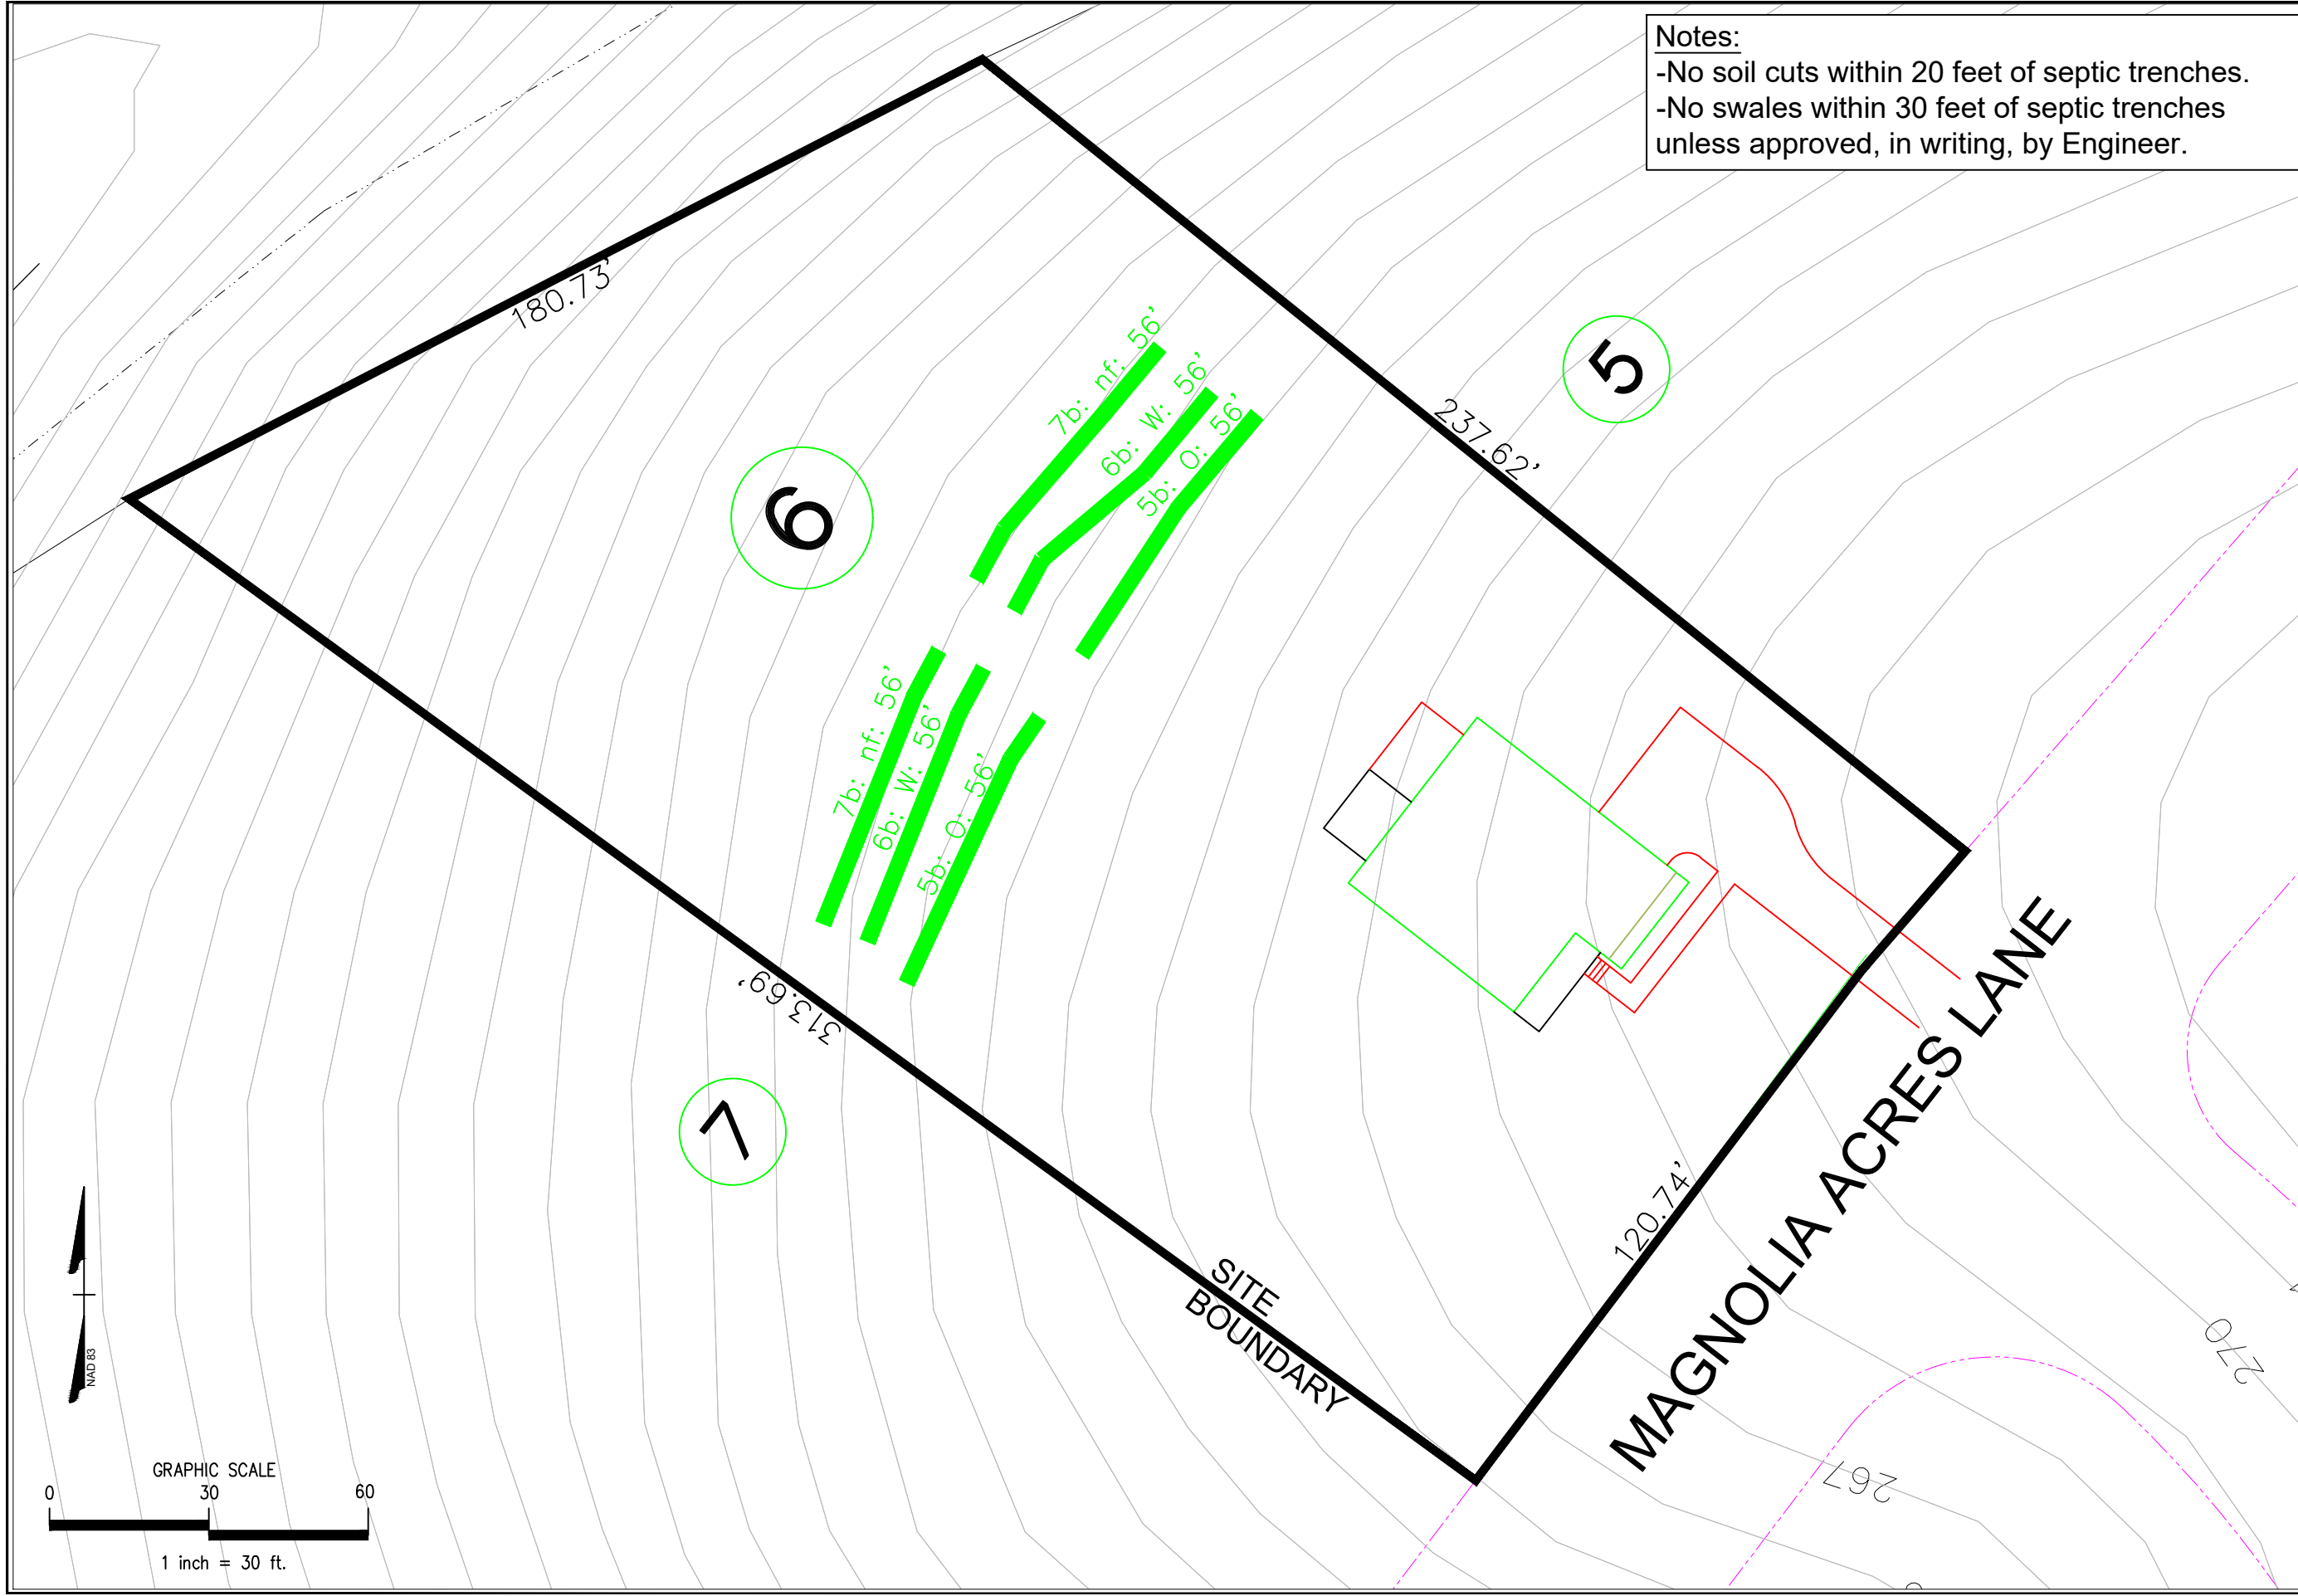 Notes:
-No soil cuts within 20 feet of septic trenches.
-No swales within 30 feet of septic trenches
unless approved, in writing, by Engineer.
180.73'
237.62'
5
6
7b: nf: 56'
6b: W: 56'
5b: O: 56'
7b: nf: 56'
6b: W: 56'
5b: O: 56'
313.69'
7
120.74'
MAGNOLIA ACRES LANE
SITE
BOUNDARY
270
267
NAD 83
GRAPHIC SCALE
0 30 60
1 inch = 30 ft.